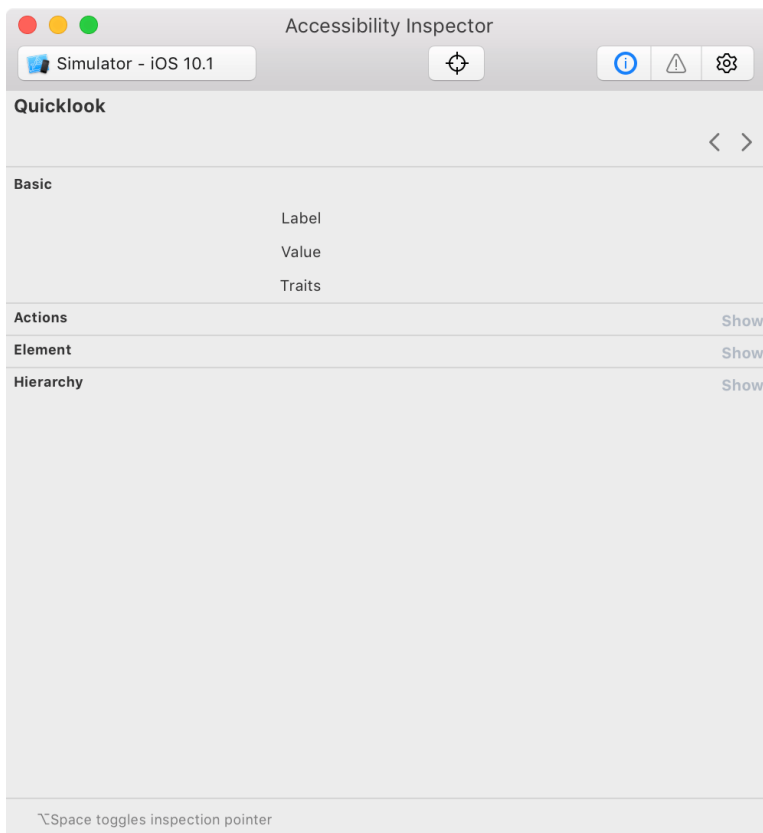 Accessibility Inspector
Simulator - iOS 10.1
Quicklook
Basic
Label
Value
Traits
Actions Show
Element Show
Hierarchy Show
⌥Space toggles inspection pointer